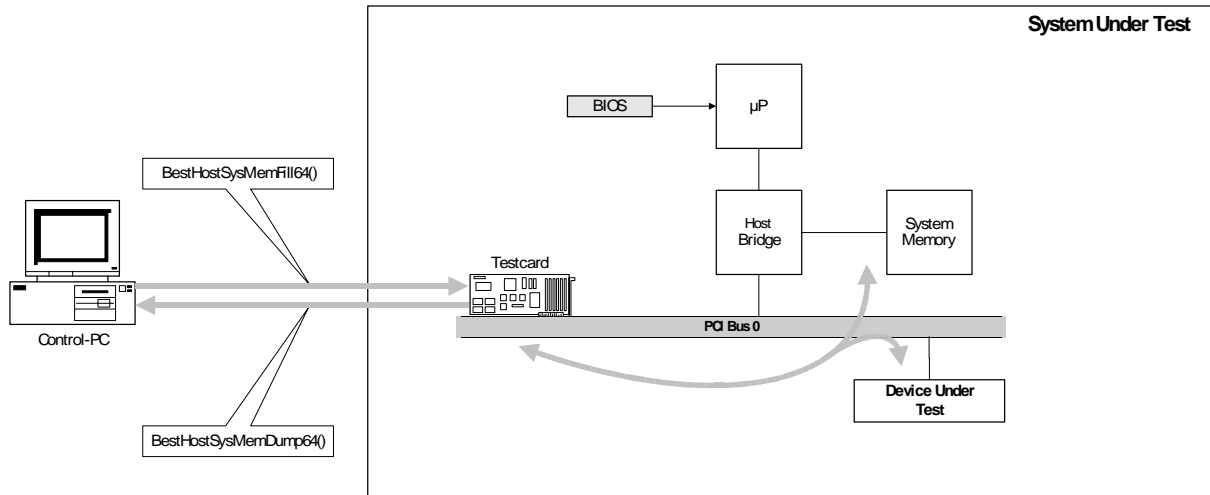 System Under Test
BIOS
µP
BestHostSysMemFill64()
Host
Bridge
System
Memory
Testcard
PCI Bus 0
Control-PC
Device Under
Test
BestHostSysMemDump64()